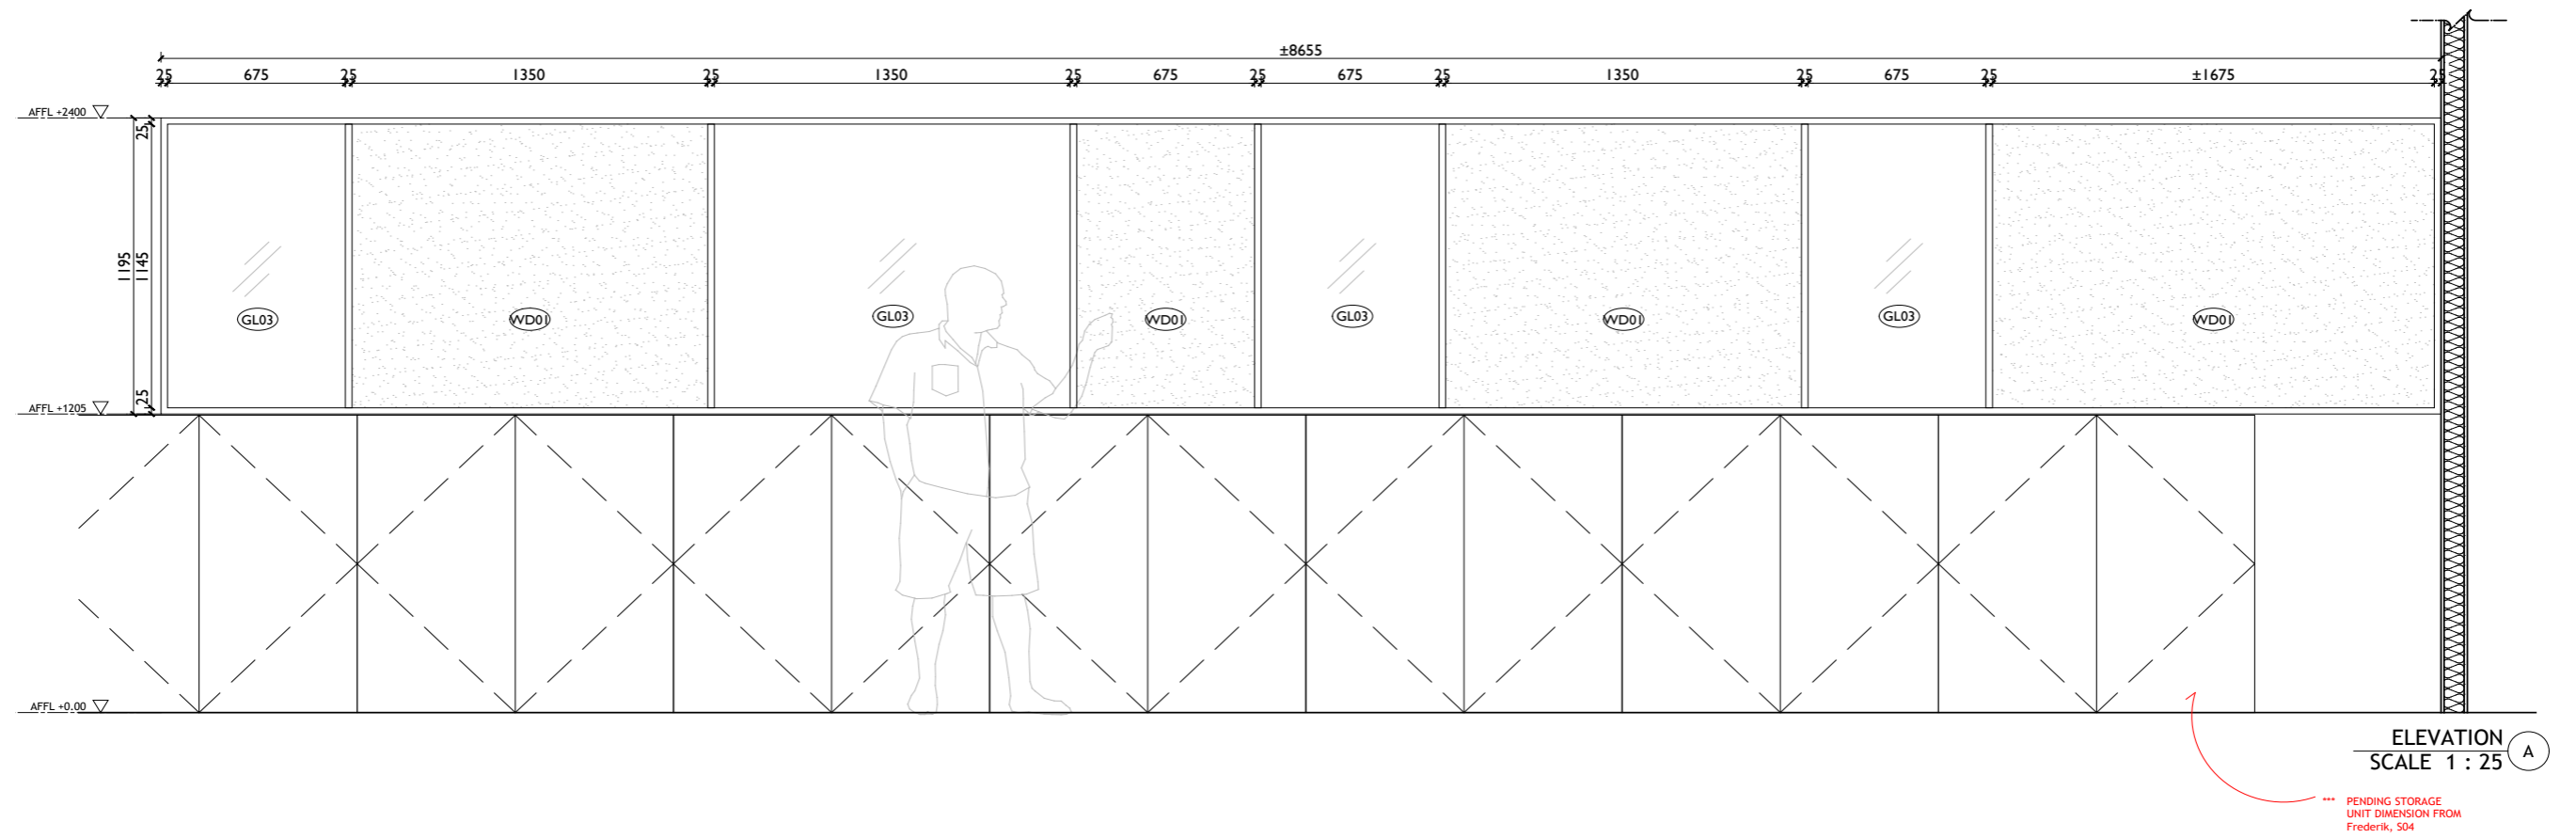 ±8655
25 675 25 1350 25 1350 25 675 25 675 25 1350 25 675 25 ±1675 25
AFFL +2400
25
1195
1145
GL03 WD01 GL03 WD01 GL03 WD01 GL03 WD01
25
AFFL +1205
AFFL +0.00
ELEVATION
SCALE 1 : 25
A
*** PENDING STORAGE
UNIT DIMENSION FROM
Frederik, S04